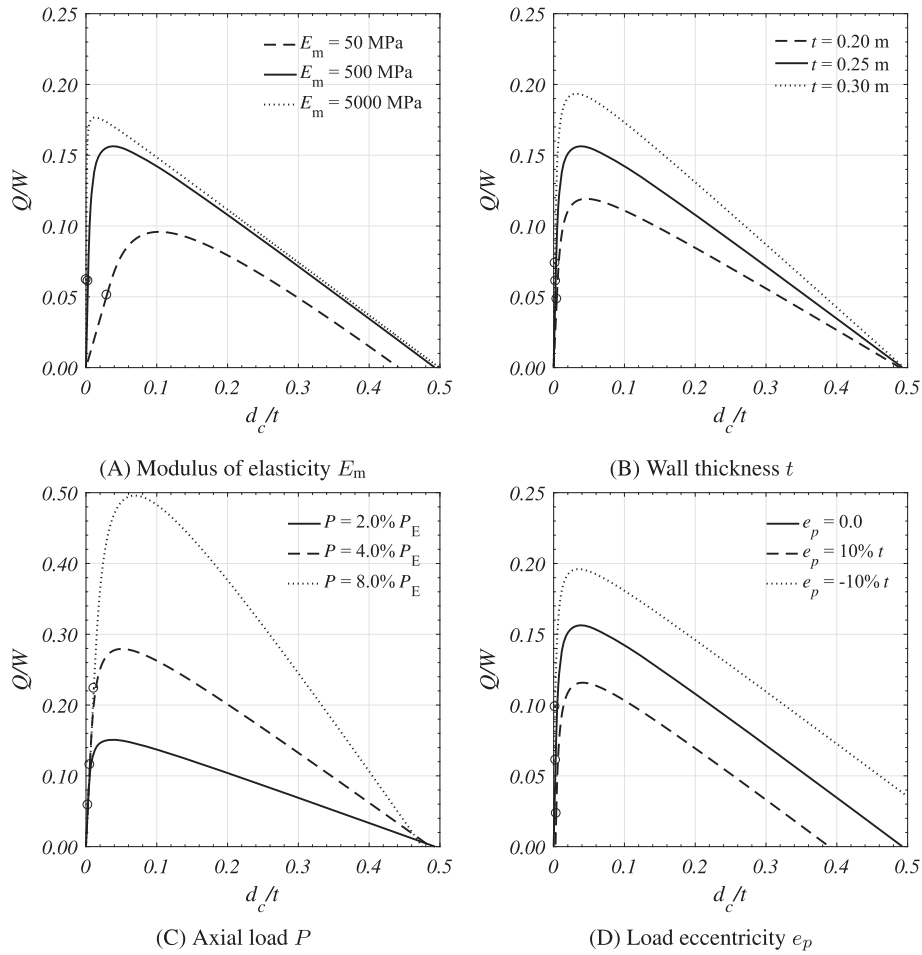 0.25
0.20
0.15
0.10
0.05
0.00
Q/W
E_m = 50 MPa
E_m = 500 MPa
E_m = 5000 MPa
0 0.1 0.2 0.3 0.4 0.5
d_c/t
(A) Modulus of elasticity E_m
0.25
0.20
0.15
0.10
0.05
0.00
Q/W
t = 0.20 m
t = 0.25 m
t = 0.30 m
0 0.1 0.2 0.3 0.4 0.5
d_c/t
(B) Wall thickness t
0.50
0.40
0.30
0.20
0.10
0.00
Q/W
P = 2.0% P_E
P = 4.0% P_E
P = 8.0% P_E
0 0.1 0.2 0.3 0.4 0.5
d_c/t
(C) Axial load P
0.25
0.20
0.15
0.10
0.05
0.00
Q/W
e_p = 0.0
e_p = 10% t
e_p = -10% t
0 0.1 0.2 0.3 0.4 0.5
d_c/t
(D) Load eccentricity e_p